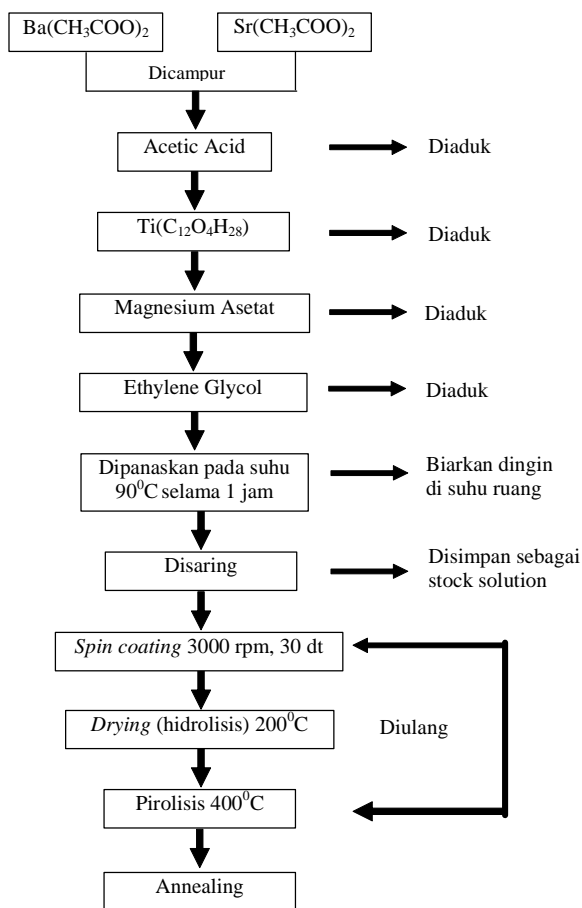 Ba(CH₃COO)₂ Sr(CH₃COO)₂
Dicampur
Acetic Acid Diaduk
Ti(C₁₂O₄H₂₈) Diaduk
Magnesium Asetat Diaduk
Ethylene Glycol Diaduk
Dipanaskan pada suhu
90⁰C selama 1 jam
Biarkan dingin
di suhu ruang
Disaring
Disimpan sebagai
stock solution
Spin coating 3000 rpm, 30 dt
Drying (hidrolisis) 200⁰C
Diulang
Pirolisis 400⁰C
Annealing